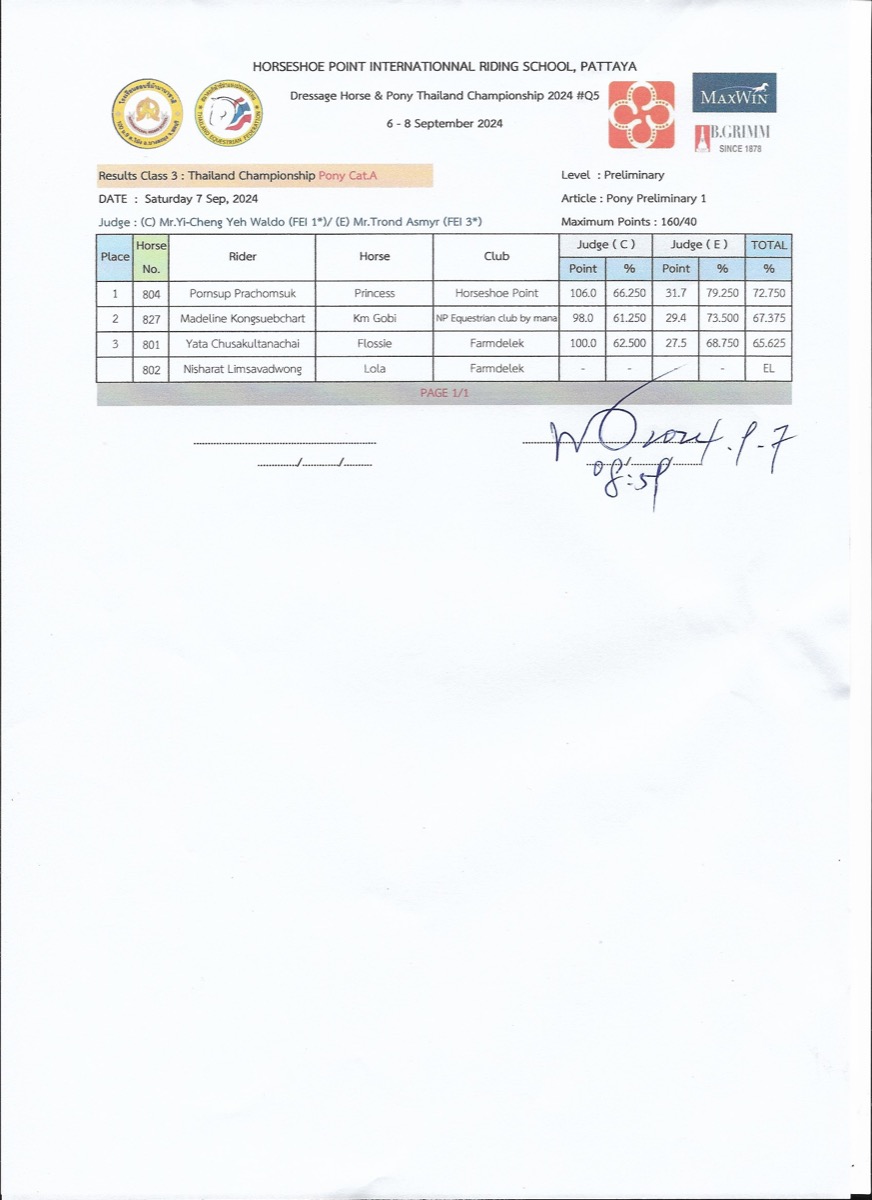 HORSESHOE POINT INTERNATIONNAL RIDING SCHOOL, PATTAYA
Dressage Horse & Pony Thailand Championship 2024 #Q5
6 - 8 September 2024
THAILAND EQUESTRIAN FEDERATION
MAXWIN
B.GRIMM
SINCE 1878
Results Class 3 : Thailand Championship Pony Cat.A
Level : Preliminary
DATE : Saturday 7 Sep, 2024
Article : Pony Preliminary 1
Judge : (C) Mr.Yi-Cheng Yeh Waldo (FEI 1*)/ (E) Mr.Trond Asmyr (FEI 3*)
Maximum Points : 160/40
Place Horse No. Rider Horse Club Judge ( C ) Judge ( E ) TOTAL
Point % Point % %
1 804 Pornsup Prachomsuk Princess Horseshoe Point 106.0 66.250 31.7 79.250 72.750
2 827 Madeline Kongsuebchart Km Gobi NP Equestrian club by mana 98.0 61.250 29.4 73.500 67.375
3 801 Yata Chusakultanachai Flossie Farmdelek 100.0 62.500 27.5 68.750 65.625
802 Nisharat Limsavadwong Lola Farmdelek - - - - EL
PAGE 1/1
2024.9.7
08:59